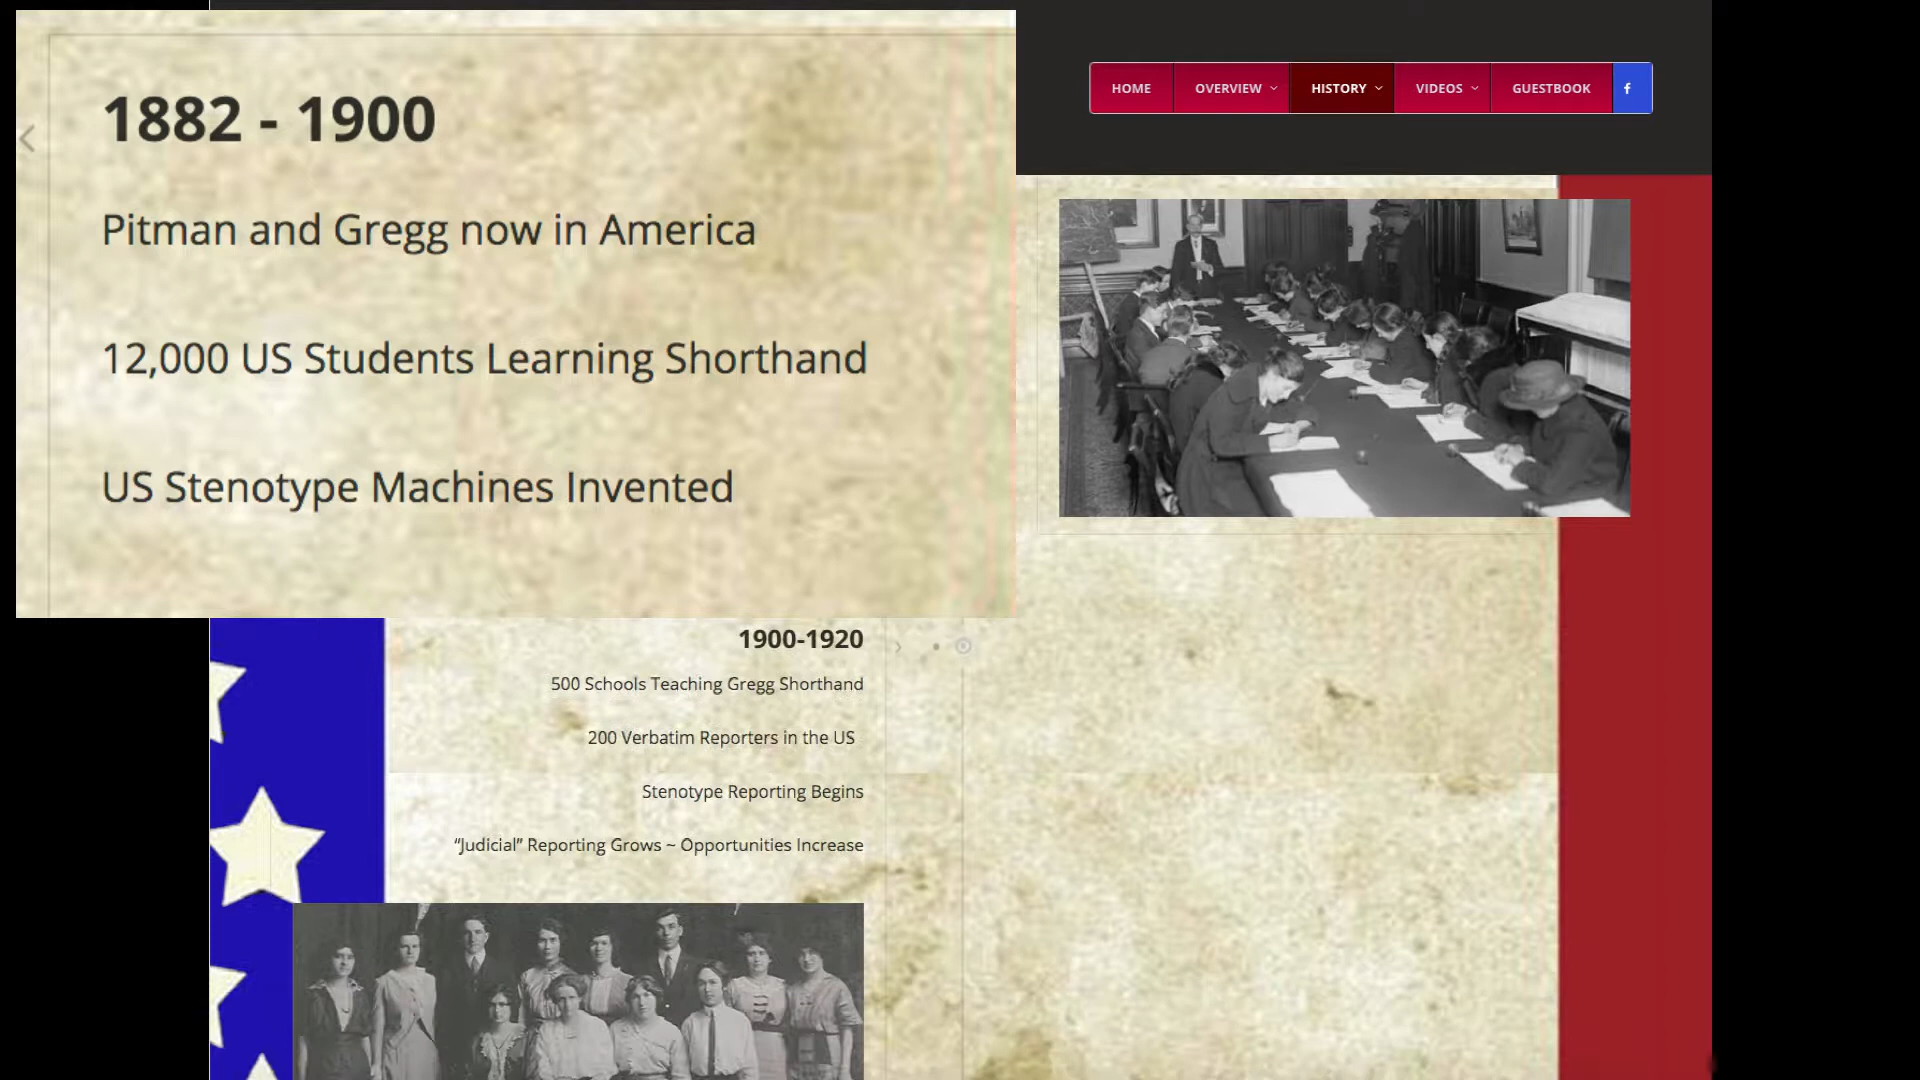 1882 - 1900
Pitman and Gregg now in America
12,000 US Students Learning Shorthand
US Stenotype Machines Invented
HOME OVERVIEW HISTORY VIDEOS GUESTBOOK f
1900-1920
500 Schools Teaching Gregg Shorthand
200 Verbatim Reporters in the US
Stenotype Reporting Begins
“Judicial” Reporting Grows ~ Opportunities Increase